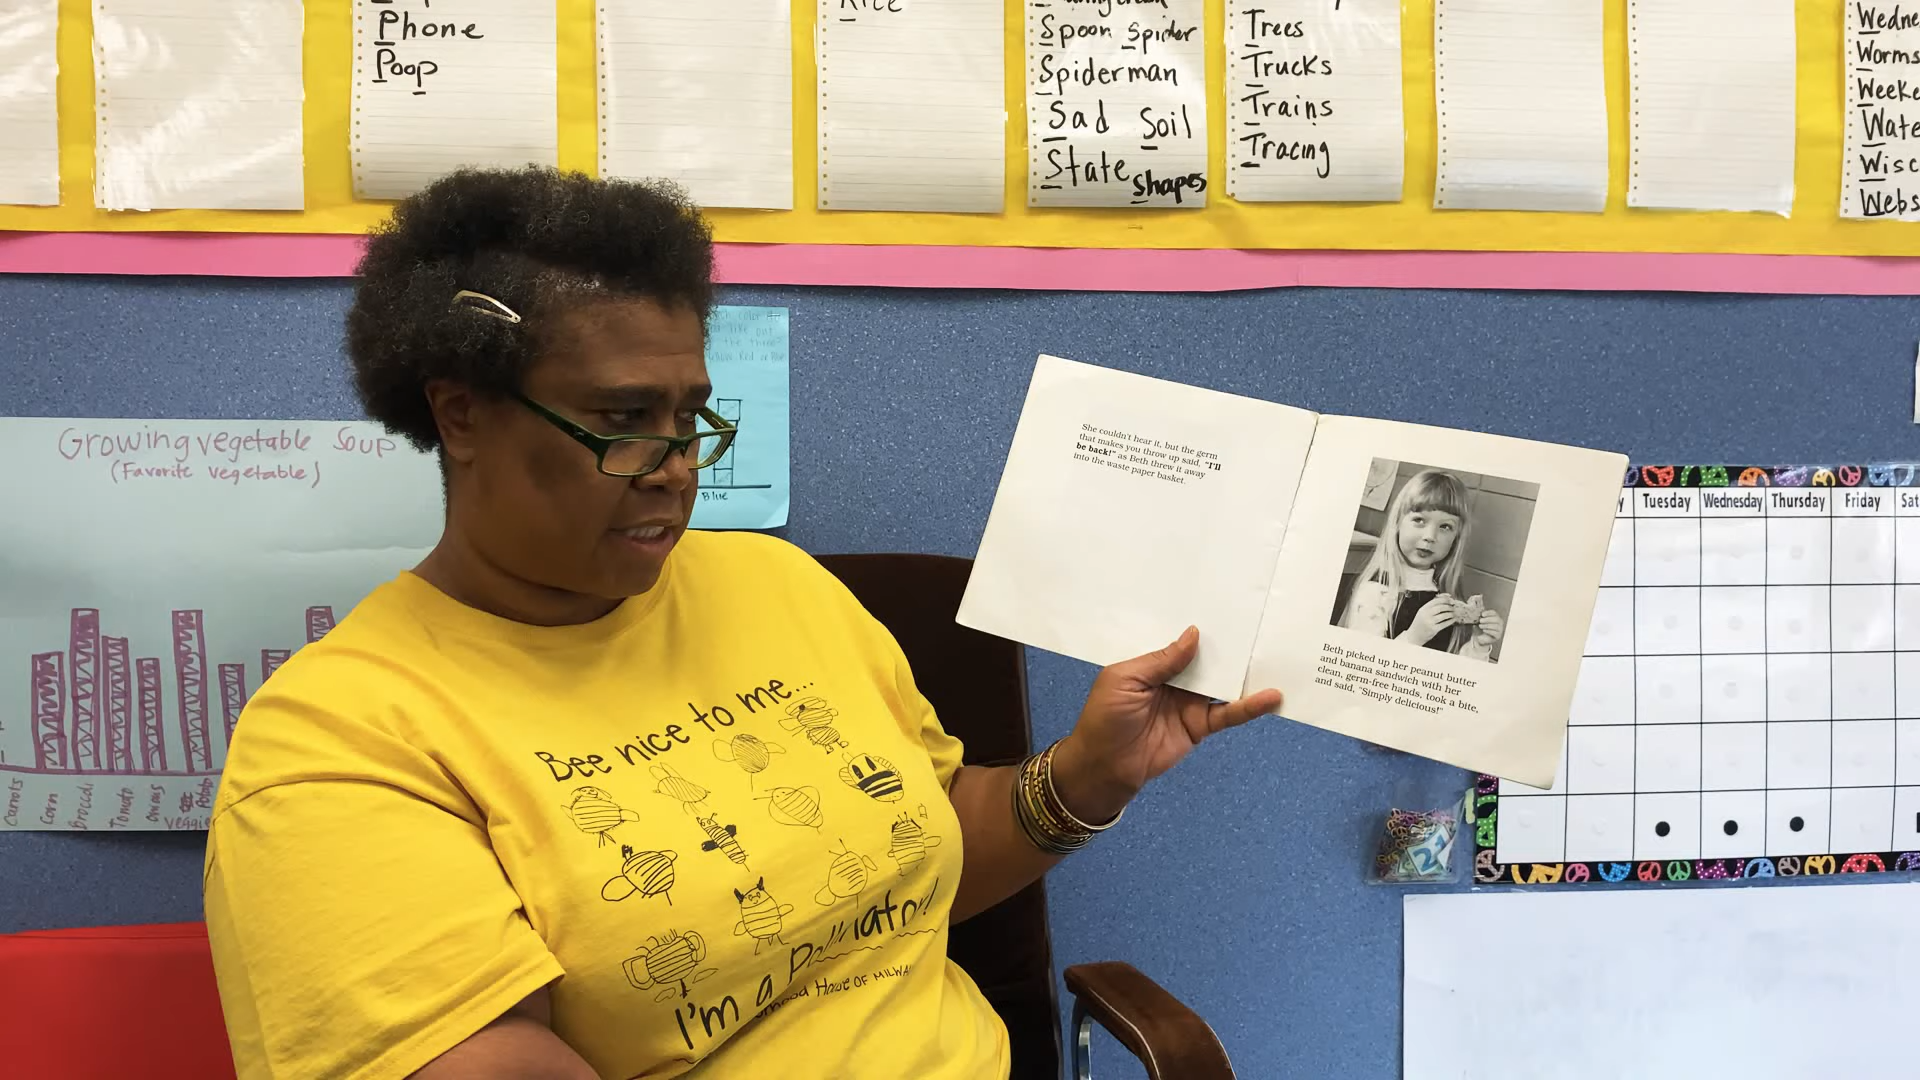 Phone
Poop
Rice
Spoon Spider
Spiderman
Sad Soil
State shapes
Trees
Trucks
Trains
Tracing
Wedne
Worms
Weeke
Wate
Wisc
Webs
Growing vegetable Soup
(Favorite vegetable)
Carrots
Corn
Broccoli
Tomato
Onions
veggie
Potato
Blue
She couldn't hear it, but the germ
that makes you throw up said, "I'll
be back!" as Beth threw it away
into the waste paper basket.
Beth picked up her peanut butter
and banana sandwich with her
clean, germ-free hands, took a bite,
and said, "Simply delicious!"
y Tuesday Wednesday Thursday Friday Sat
Bee nice to me...
I'm a Pollinator!
House OF MILWA